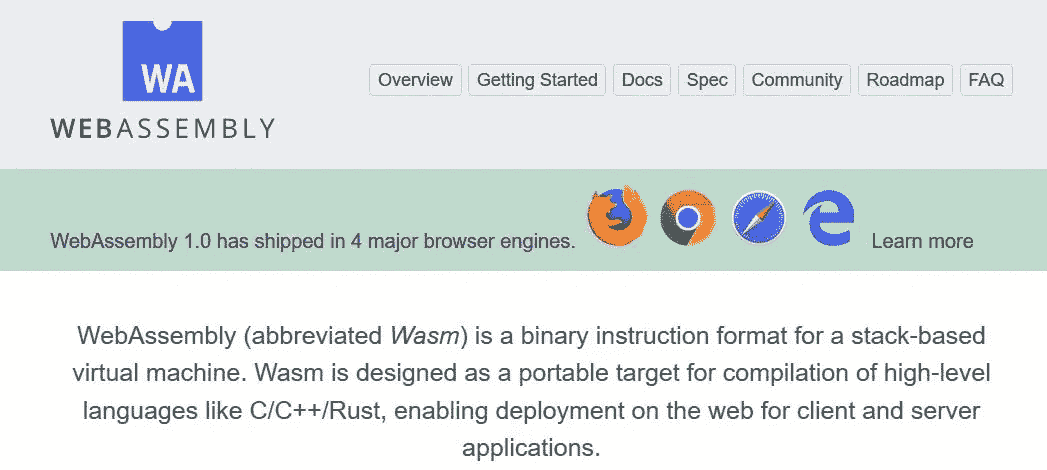 WA
WEBASSEMBLY
Overview Getting Started Docs Spec Community Roadmap FAQ
WebAssembly 1.0 has shipped in 4 major browser engines. Learn more
WebAssembly (abbreviated Wasm) is a binary instruction format for a stack-based
virtual machine. Wasm is designed as a portable target for compilation of high-level
languages like C/C++/Rust, enabling deployment on the web for client and server
applications.